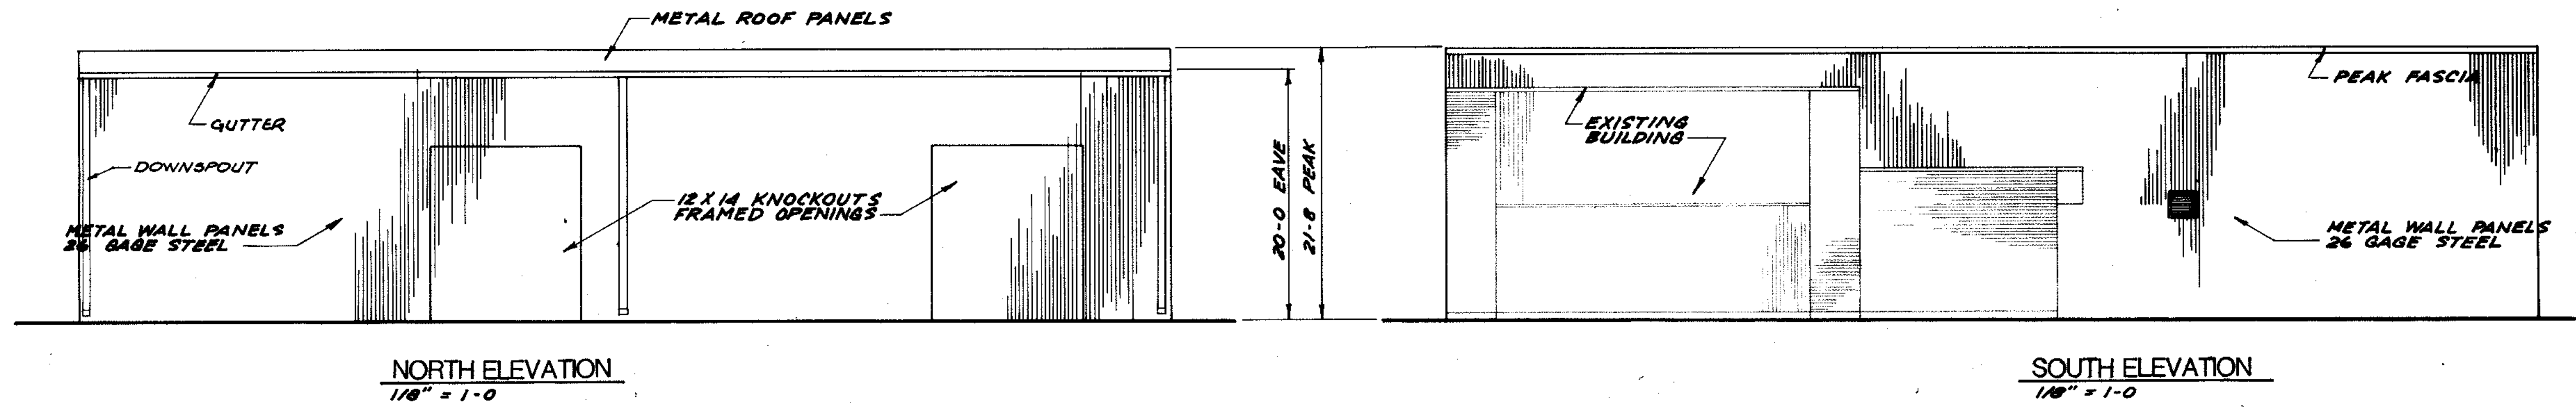 METAL ROOF PANELS
GUTTER
DOWNSPOUT
METAL WALL PANELS
26 GAGE STEEL
12 X 14 KNOCKOUTS
FRAMED OPENINGS
20-0 EAVE
21-8 PEAK
NORTH ELEVATION
1/8" = 1-0
PEAK FASCIA
EXISTING
BUILDING
METAL WALL PANELS
26 GAGE STEEL
SOUTH ELEVATION
1/8" = 1-0